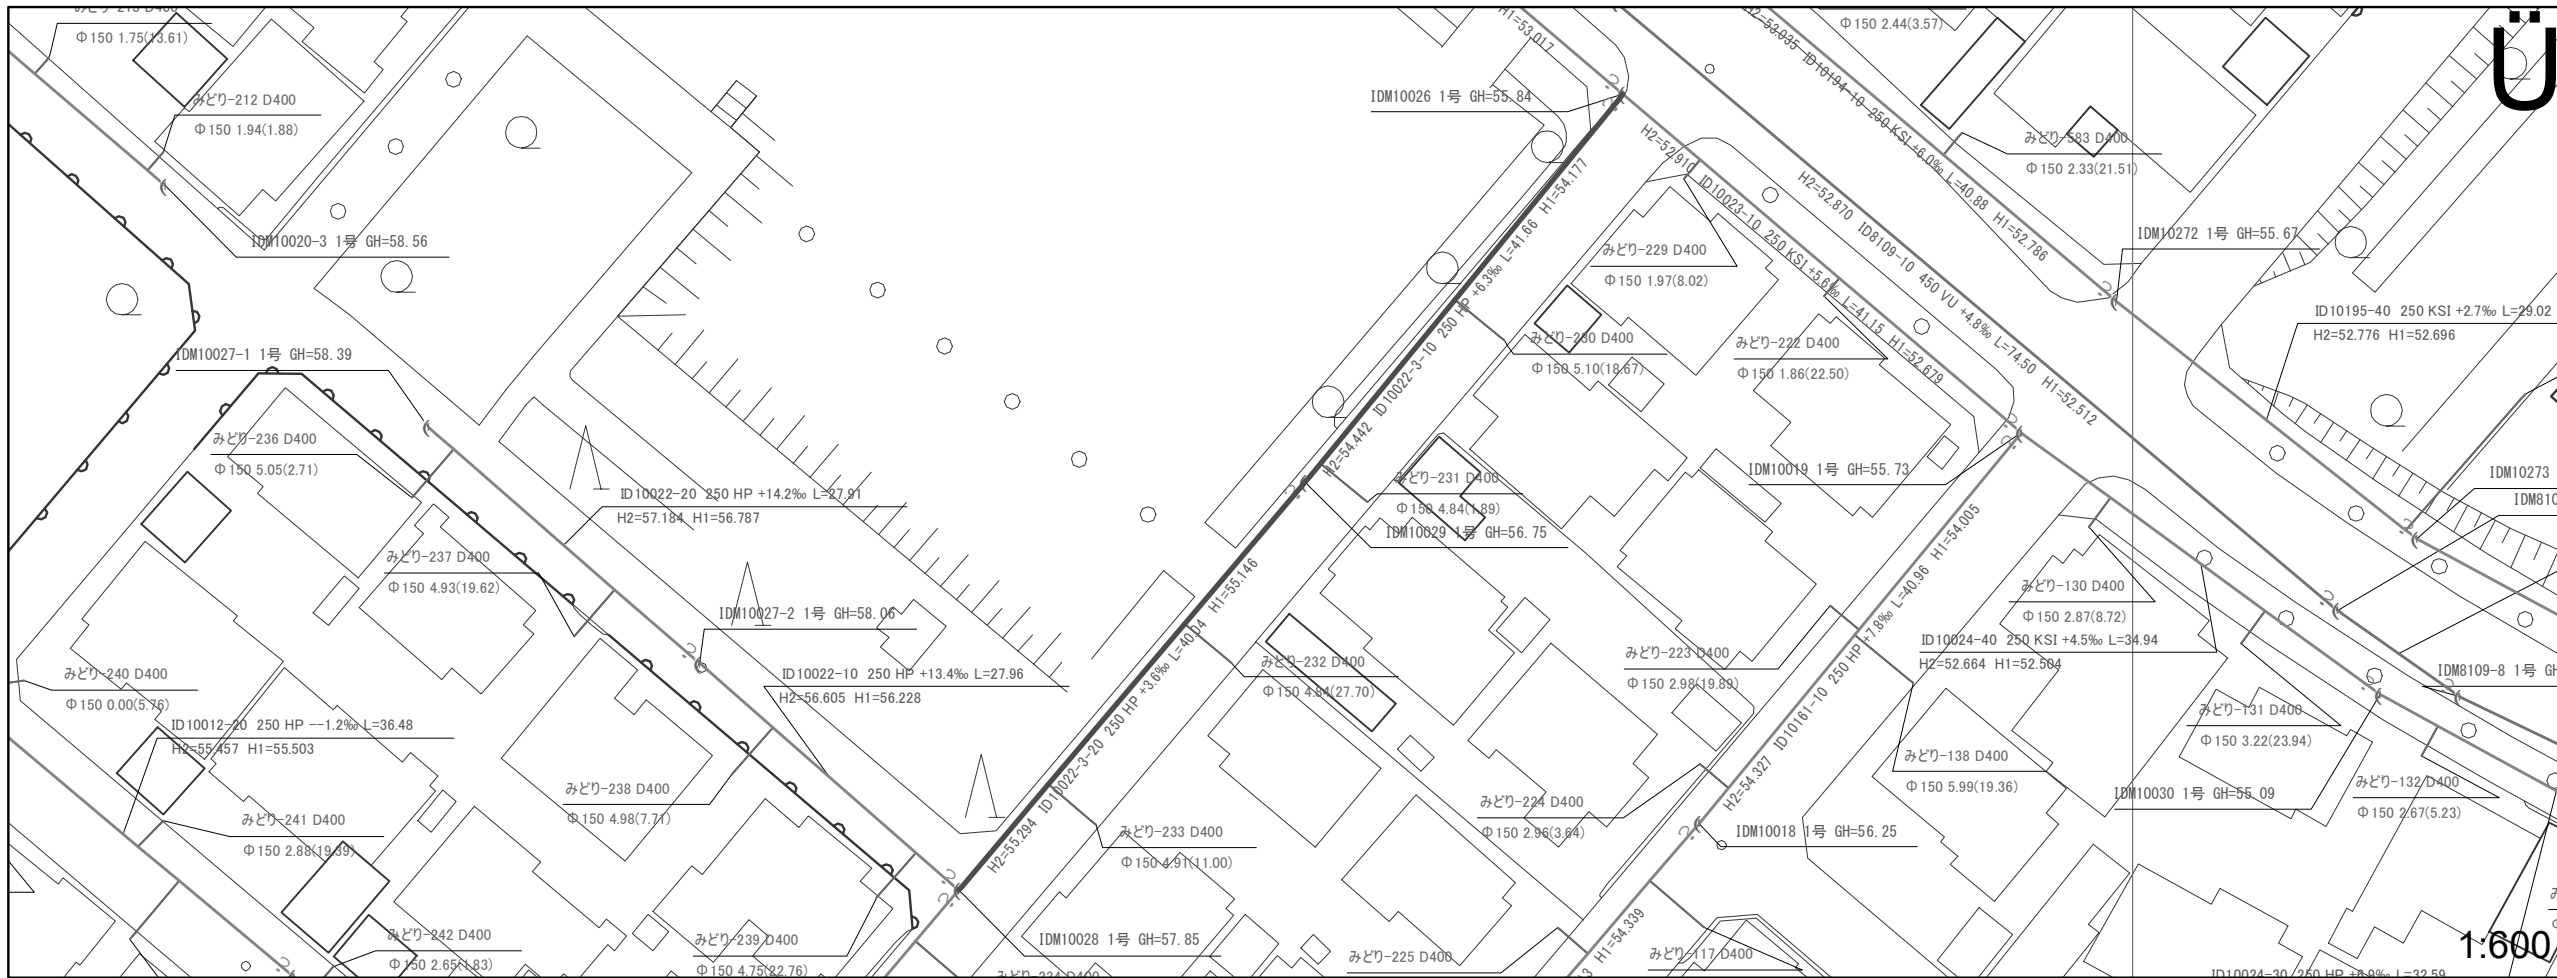 Φ150 1.75(13.61)
みどり-212 D400
Φ150 1.94(1.88)
IDM10020-3 1号 GH=58.56
IDM10027-1 1号 GH=58.39
みどり-236 D400
Φ150 5.05(2.71)
みどり-237 D400
Φ150 4.93(19.62)
ID10022-20 250 HP +14.2‰ L=27.91
H2=57.184 H1=56.787
IDM10027-2 1号 GH=58.06
ID10022-10 250 HP +13.4‰ L=27.96
H2=56.605 H1=56.228
みどり-240 D400
Φ150 0.00(5.76)
ID10012-20 250 HP --1.2‰ L=36.48
H2=55.457 H1=55.503
みどり-238 D400
Φ150 4.98(7.71)
みどり-241 D400
Φ150 2.88(19.39)
みどり-242 D400
Φ150 2.65(1.83)
みどり-239 D400
Φ150 4.75(22.76)
IDM10028 1号 GH=57.85
みどり-233 D400
Φ150 4.91(11.00)
H2=55.294 ID10022-3-20 250 HP +3.6‰ L=40.04 H1=55.146
みどり-232 D400
Φ150 4.84(27.70)
みどり-231 D400
Φ150 4.84(1.89)
IDM10029 1号 GH=56.75
H2=54.442 ID10022-3-10 250 HP +6.3‰ L=41.66 H1=54.177
IDM10026 1号 GH=55.84
H1=53.017
みどり-229 D400
Φ150 1.97(8.02)
みどり-230 D400
Φ150 5.10(18.67)
みどり-222 D400
Φ150 1.86(22.50)
H2=52.910 ID10023-10 250 KSI +5.6‰ L=41.15 H1=52.679
H2=52.870 ID8109-10 450 VU +4.8‰ L=74.50 H1=52.512
H2=53.035 ID10194-10 250 KSI +6.0‰ L=40.88 H1=52.786
Φ150 2.44(3.57)
みどり-583 D400
Φ150 2.33(21.51)
Ü
IDM10272 1号 GH=55.67
ID10195-40 250 KSI +2.7‰ L=29.02
H2=52.776 H1=52.696
IDM10019 1号 GH=55.73
IDM10273
IDM810
みどり-130 D400
Φ150 2.87(8.72)
ID10024-40 250 KSI +4.5‰ L=34.94
H2=52.664 H1=52.504
みどり-223 D400
Φ150 2.98(19.89)
H2=54.327 ID10161-10 250 HP +7.8‰ L=40.96 H1=54.005
IDM8109-8 1号 GH
みどり-131 D400
Φ150 3.22(23.94)
みどり-138 D400
Φ150 5.99(19.36)
IDM10030 1号 GH=55.09
みどり-132 D400
Φ150 2.67(5.23)
みどり-224 D400
Φ150 2.96(3.64)
IDM10018 1号 GH=56.25
3 H1=54.339
みどり-225 D400
みどり-117 D400
1:600
ID10024-30 250 HP +6.9‰ L=32.59